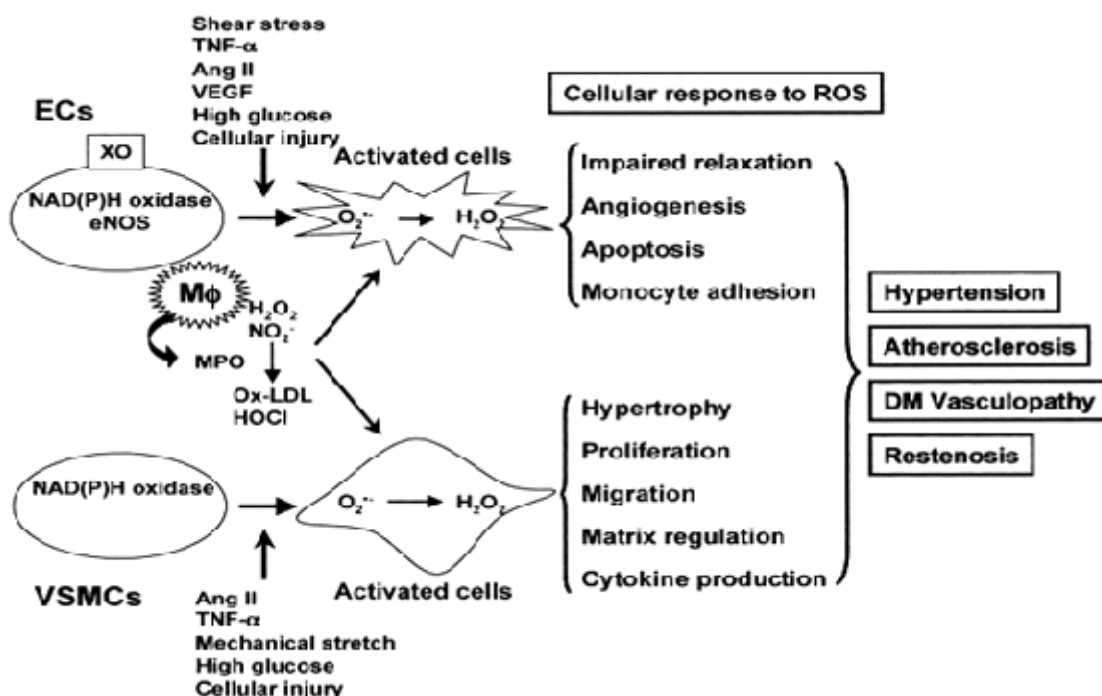 Shear stress
TNF-α
Ang II
VEGF
High glucose
Cellular injury
ECs
XO
NAD(P)H oxidase
eNOS
Activated cells
O₂•− → H₂O₂
Mϕ
H₂O₂
NO₂⁻
MPO
Ox-LDL
HOCl
Cellular response to ROS
Impaired relaxation
Angiogenesis
Apoptosis
Monocyte adhesion
NAD(P)H oxidase
VSMCs
O₂•− → H₂O₂
Activated cells
Ang II
TNF-α
Mechanical stretch
High glucose
Cellular injury
Hypertrophy
Proliferation
Migration
Matrix regulation
Cytokine production
Hypertension
Atherosclerosis
DM Vasculopathy
Restenosis